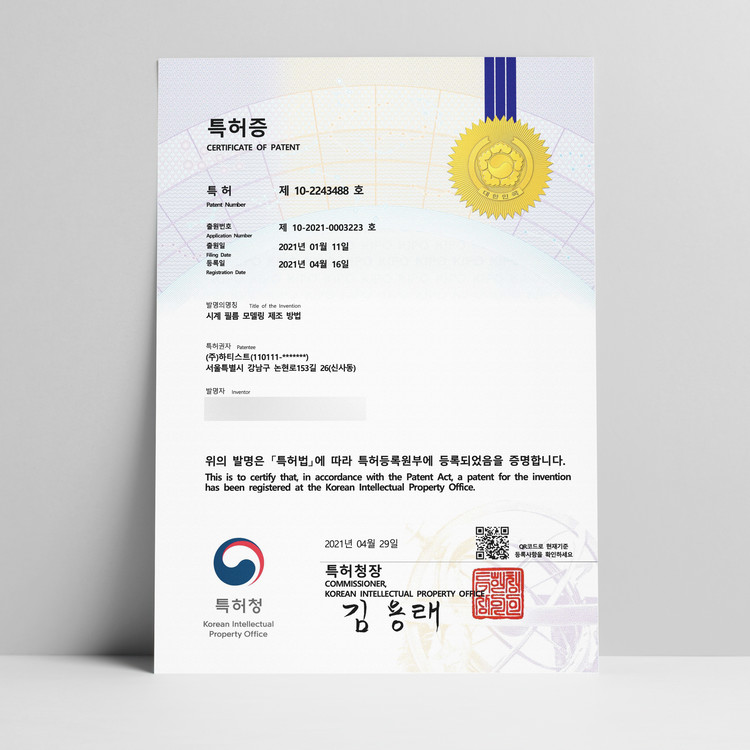 특허증
CERTIFICATE OF PATENT
대한민국
특 허 제 10-2243488 호
Patent Number
출원번호 제 10-2021-0003223 호
Application Number
출원일 2021년 01월 11일
Filing Date
등록일 2021년 04월 16일
Registration Date
발명의명칭 Title of the Invention
시계 필름 모델링 제조 방법
특허권자 Patentee
(주)하티스트(110111-*******)
서울특별시 강남구 논현로153길 26(신사동)
발명자 Inventor
위의 발명은 「특허법」에 따라 특허등록원부에 등록되었음을 증명합니다.
This is to certify that, in accordance with the Patent Act, a patent for the invention
has been registered at the Korean Intellectual Property Office.
2021년 04월 29일
QR코드로 현재기준
등록사항을 확인하세요
특허청장
COMMISSIONER,
KOREAN INTELLECTUAL PROPERTY OFFICE
김용래
특허청
Korean Intellectual
Property Office